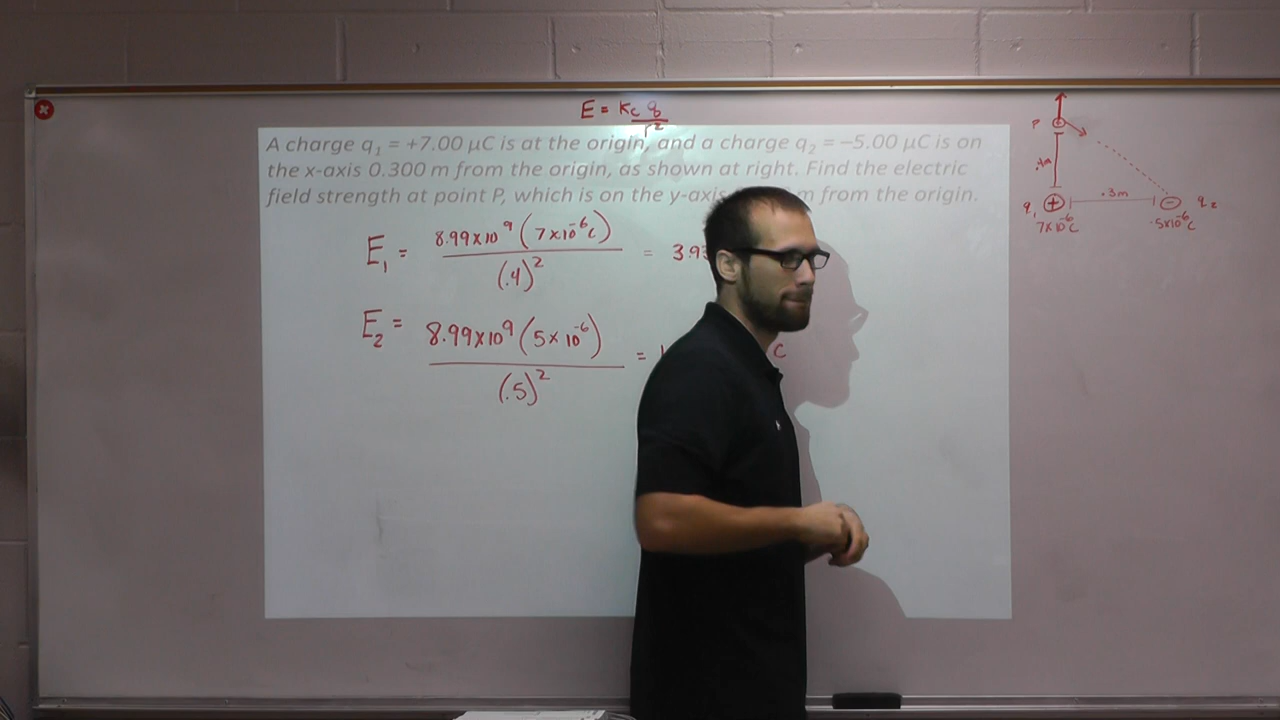 E = Kc q / r²
A charge q₁ = +7.00 μC is at the origin, and a charge q₂ = −5.00 μC is on
the x-axis 0.300 m from the origin, as shown at right. Find the electric
field strength at point P, which is on the y-axis m from the origin.
E₁ = 8.99x10⁹ (7x10⁻⁶C) / (.4)² = 3.93
E₂ = 8.99x10⁹ (5x10⁻⁶) / (.5)² = 1 C
P +
.4m
q₁ + .3m - q₂
7x10⁻⁶C -5x10⁻⁶C